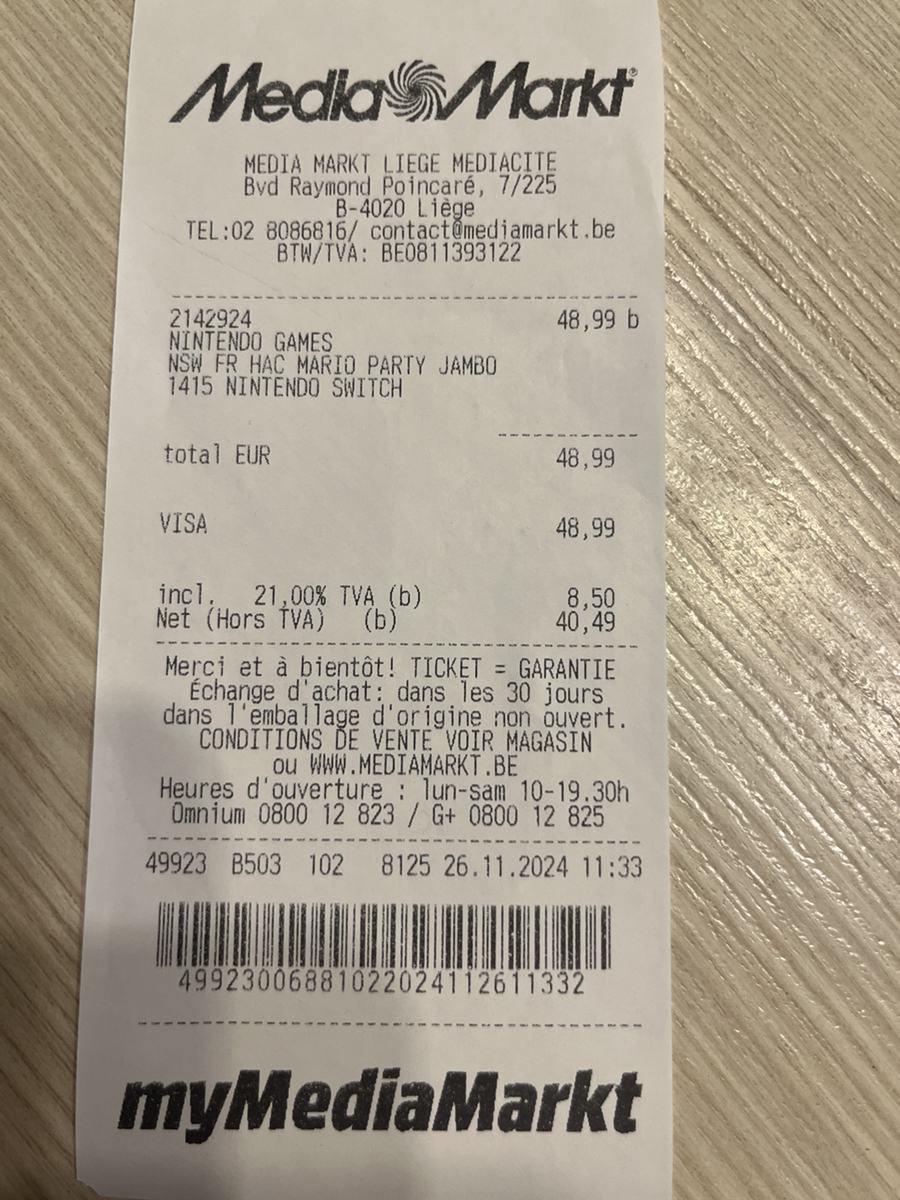 Media Markt
MEDIA MARKT LIEGE MEDIACITE
Bvd Raymond Poincaré, 7/225
B-4020 Liège
TEL:02 8086816/ contact@mediamarkt.be
BTW/TVA: BE0811393122
2142924 48,99 b
NINTENDO GAMES
NSW FR HAC MARIO PARTY JAMBO
1415 NINTENDO SWITCH
total EUR 48,99
VISA 48,99
incl. 21,00% TVA (b) 8,50
Net (Hors TVA) (b) 40,49
Merci et à bientôt! TICKET = GARANTIE
Échange d'achat: dans les 30 jours
dans l'emballage d'origine non ouvert.
CONDITIONS DE VENTE VOIR MAGASIN
ou WWW.MEDIAMARKT.BE
Heures d'ouverture : lun-sam 10-19.30h
Omnium 0800 12 823 / G+ 0800 12 825
49923 B503 102 8125 26.11.2024 11:33
4992300688102202411261​1332
myMediaMarkt